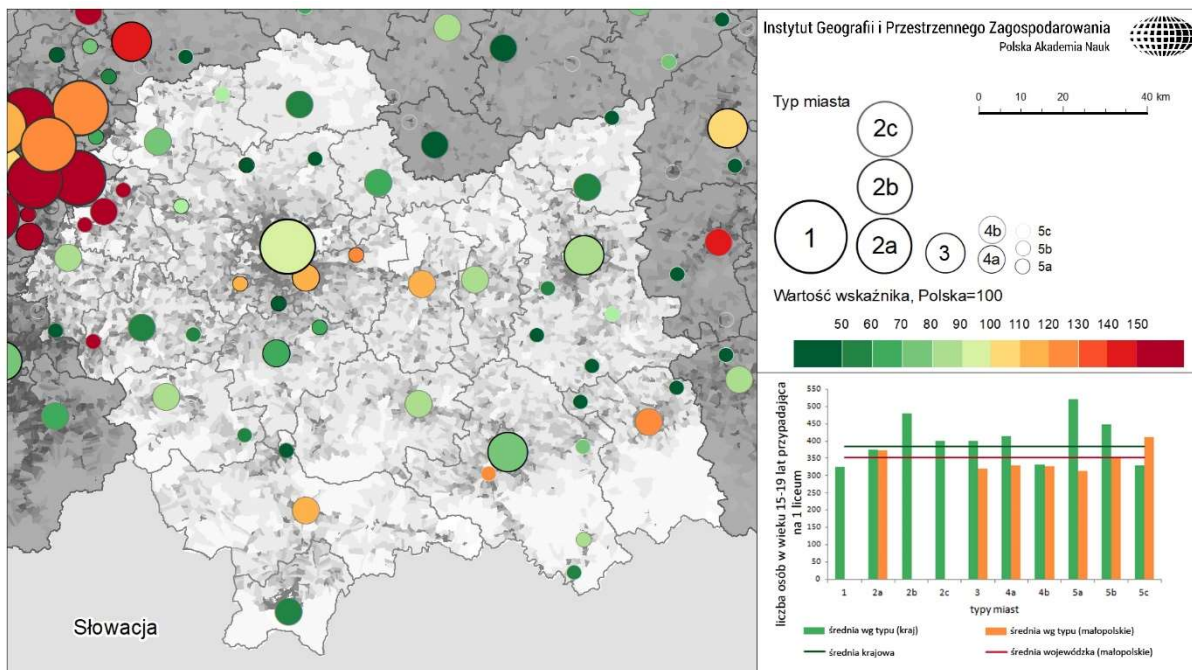 Instytut Geografii i Przestrzennego Zagospodarowania
Polska Akademia Nauk
Typ miasta
0 10 20 40 km
2c
2b
1
2a
3
4b
4a
5c
5b
5a
Wartość wskaźnika, Polska=100
50 60 70 80 90 100 110 120 130 140 150
liczba osób w wieku 15-19 lat przypadająca
na 1 liceum
550
500
450
400
350
300
250
200
150
100
50
0
1 2a 2b 2c 3 4a 4b 5a 5b 5c
typy miast
średnia wg typu (kraj)
średnia wg typu (małopolskie)
średnia krajowa
średnia wojewódzka (małopolskie)
Słowacja